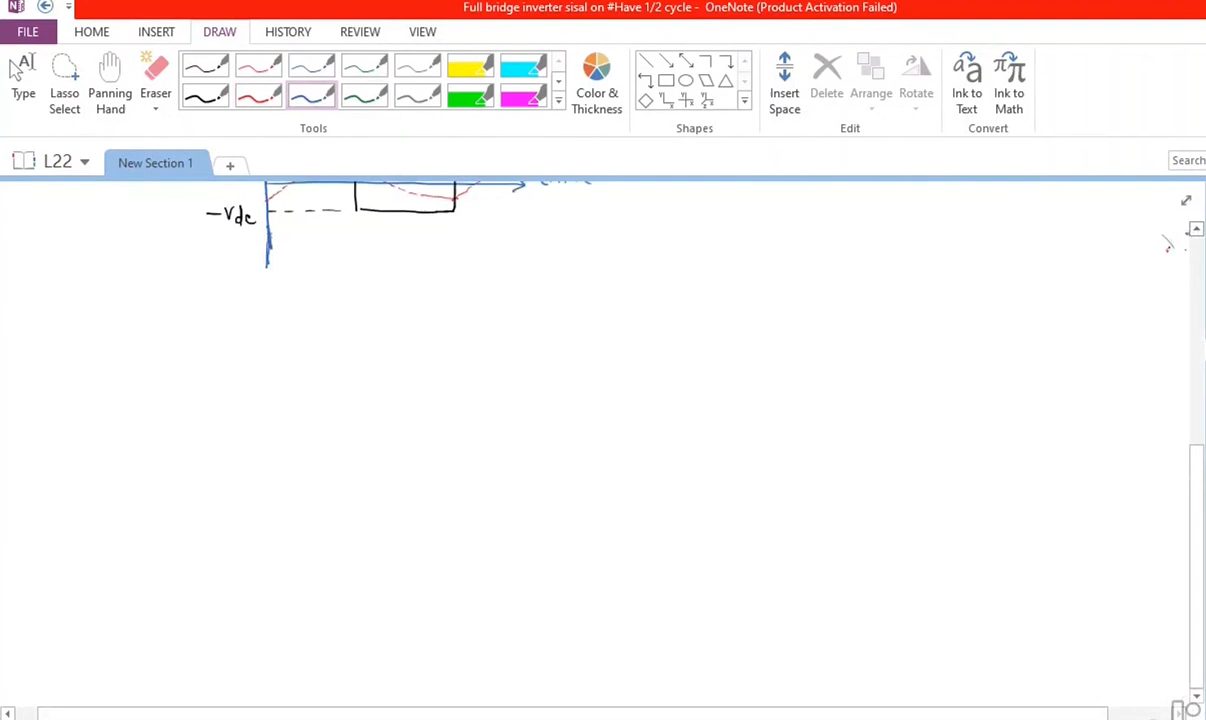 Full bridge inverter sisal on #Have 1/2 cycle - OneNote (Product Activation Failed)
FILE HOME INSERT DRAW HISTORY REVIEW VIEW
Type
Lasso Select
Panning Hand
Eraser
Color & Thickness
Insert Space
Delete
Arrange
Rotate
Ink to Text
Ink to Math
Tools
Shapes
Edit
Convert
L22
New Section 1
Search
-Vdc